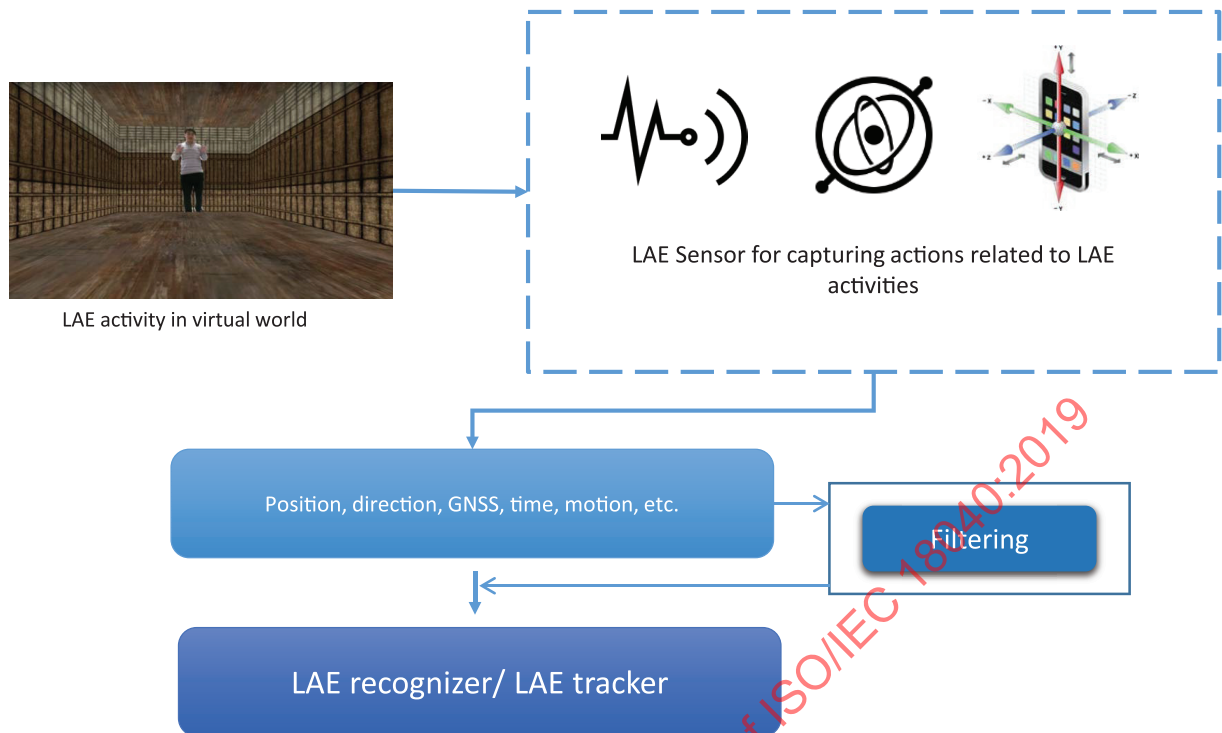 +Y
-X
-Z
+Z
+X
-Y
LAE Sensor for capturing actions related to LAE
activities
LAE activity in virtual world
Position, direction, GNSS, time, motion, etc.
Filtering
LAE recognizer/ LAE tracker
f ISO/IEC 18040:2019